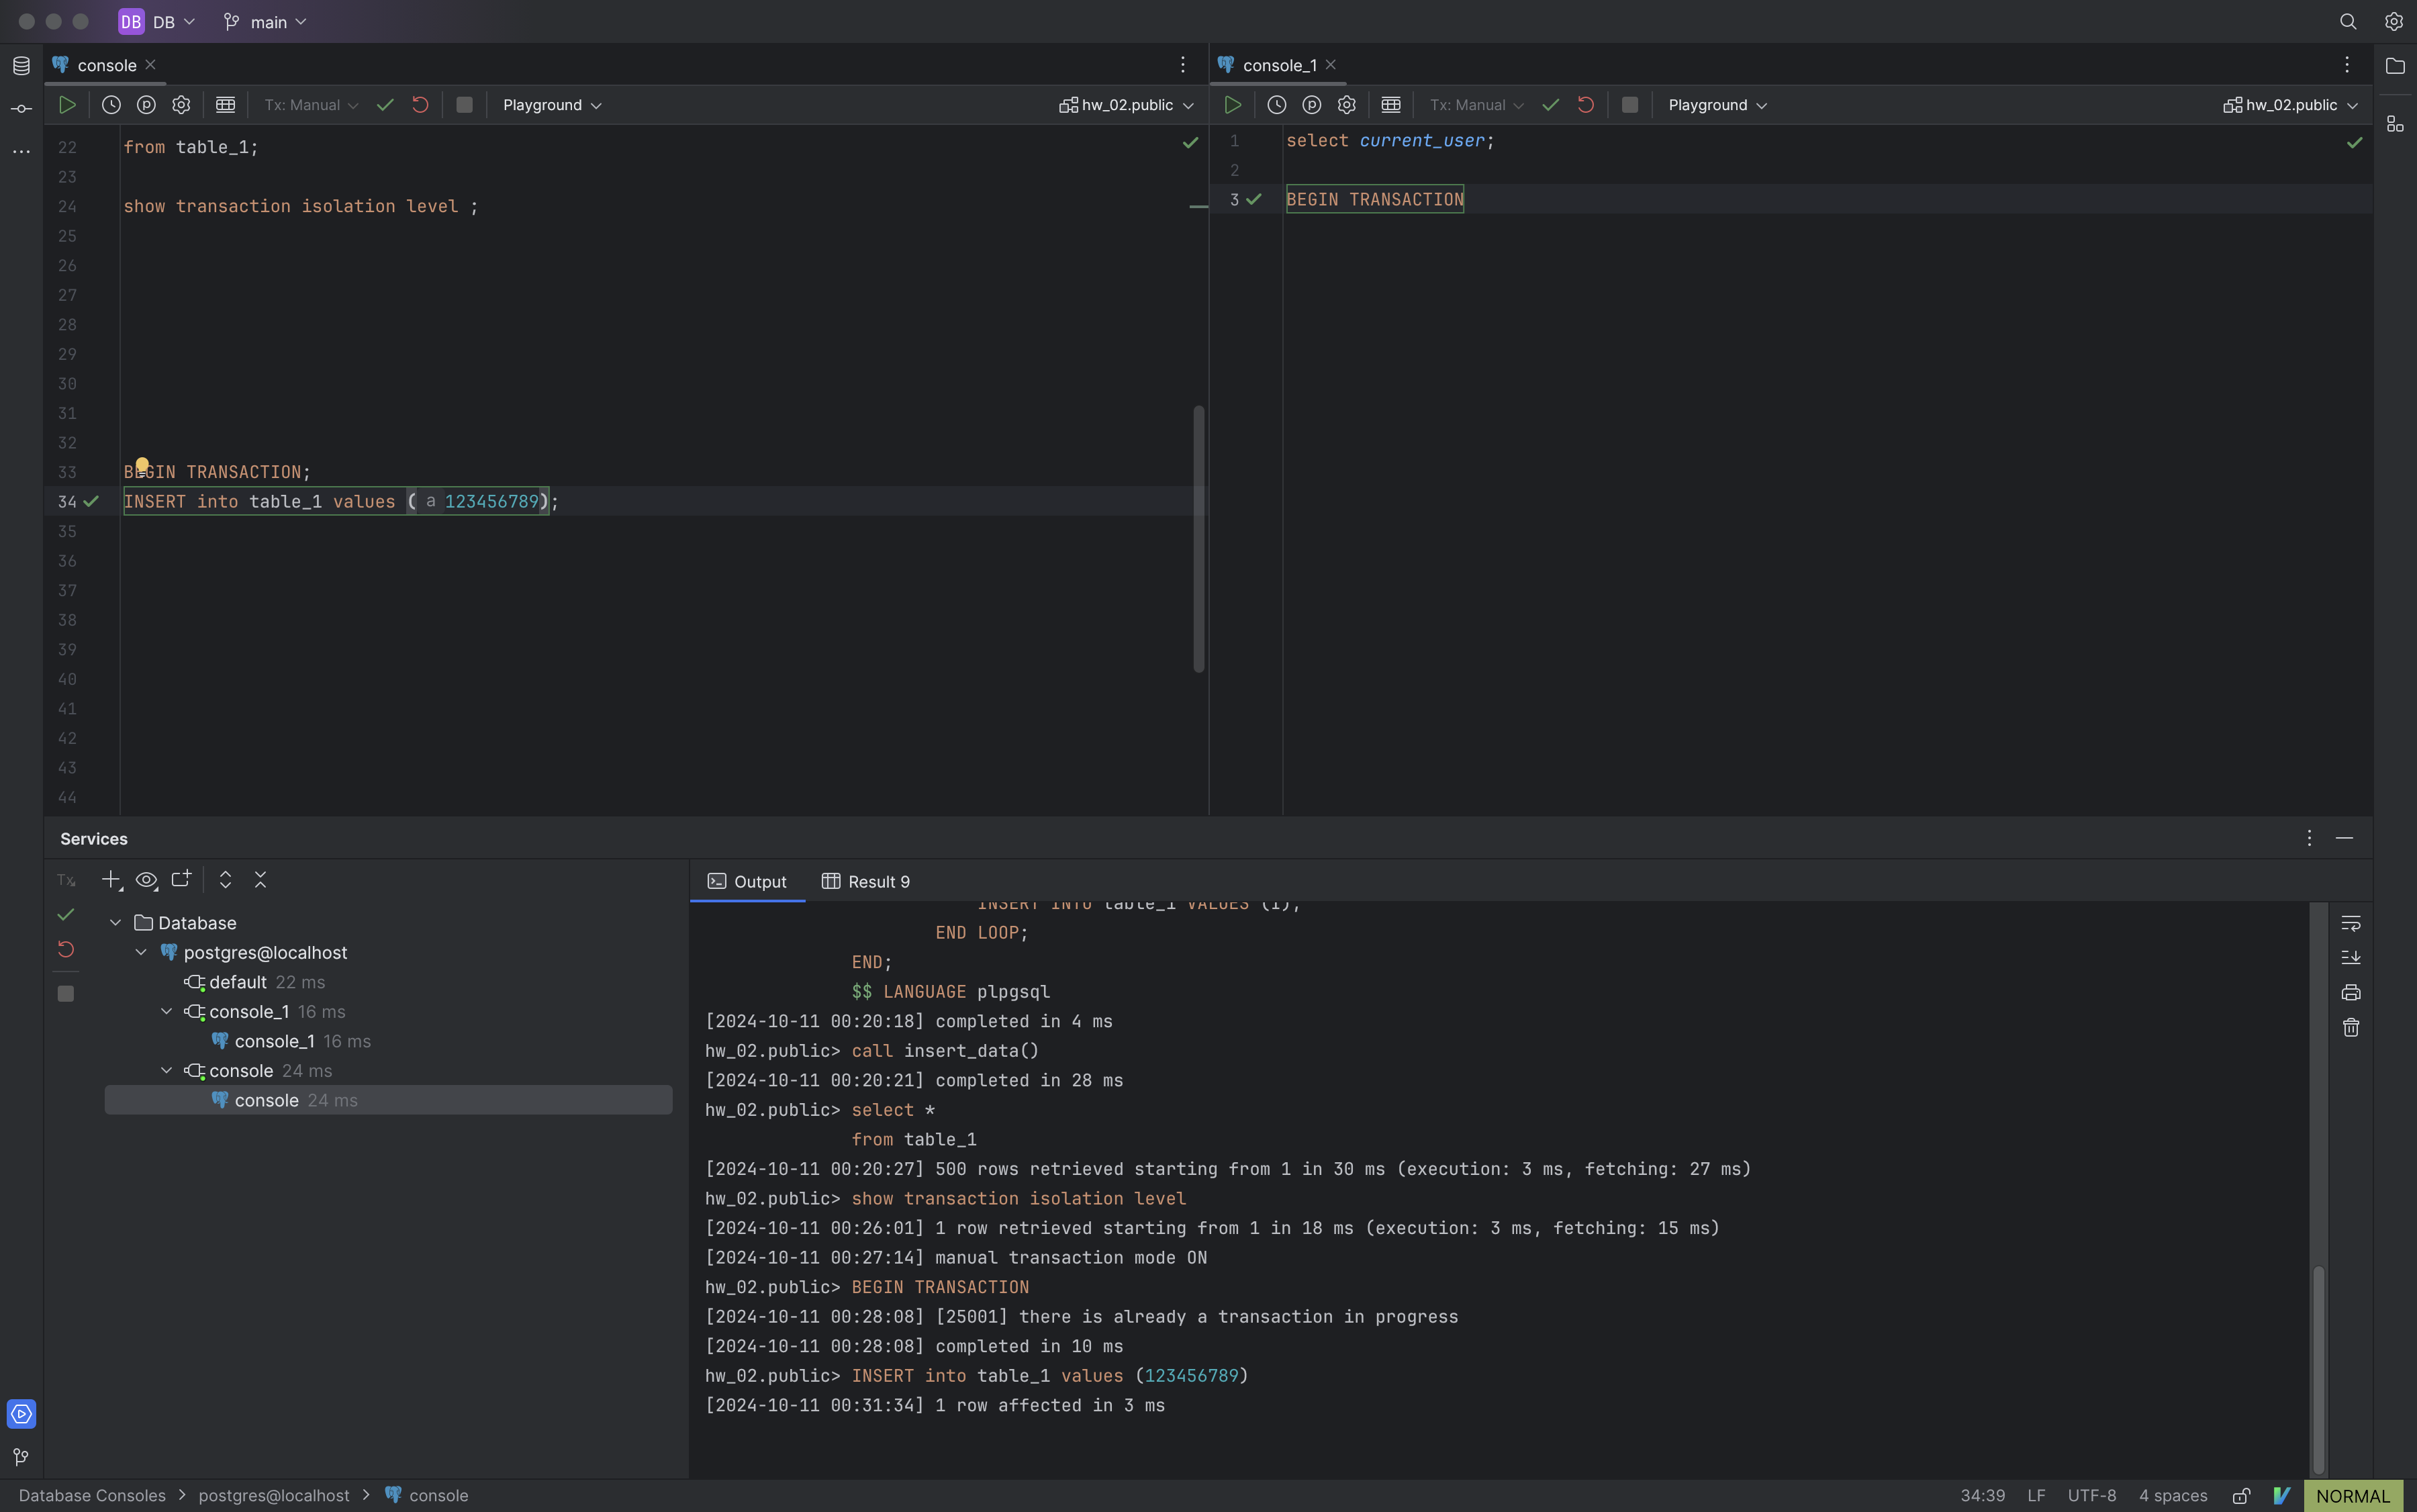 DB DB main
console
Tx: Manual Playground hw_02.public
22 from table_1;
23
24 show transaction isolation level ;
25
26
27
28
29
30
31
32
33 BEGIN TRANSACTION;
34 INSERT into table_1 values ( a 123456789);
35
36
37
38
39
40
41
42
43
44
console_1
Tx: Manual Playground hw_02.public
1 select current_user;
2
3 BEGIN TRANSACTION
Services
Tx
Database
postgres@localhost
default 22 ms
console_1 16 ms
console_1 16 ms
console 24 ms
console 24 ms
Output Result 9
INSERT INTO table_1 VALUES (i);
END LOOP;
END;
$$ LANGUAGE plpgsql
[2024-10-11 00:20:18] completed in 4 ms
hw_02.public> call insert_data()
[2024-10-11 00:20:21] completed in 28 ms
hw_02.public> select *
from table_1
[2024-10-11 00:20:27] 500 rows retrieved starting from 1 in 30 ms (execution: 3 ms, fetching: 27 ms)
hw_02.public> show transaction isolation level
[2024-10-11 00:26:01] 1 row retrieved starting from 1 in 18 ms (execution: 3 ms, fetching: 15 ms)
[2024-10-11 00:27:14] manual transaction mode ON
hw_02.public> BEGIN TRANSACTION
[2024-10-11 00:28:08] [25001] there is already a transaction in progress
[2024-10-11 00:28:08] completed in 10 ms
hw_02.public> INSERT into table_1 values (123456789)
[2024-10-11 00:31:34] 1 row affected in 3 ms
Database Consoles > postgres@localhost > console
34:39 LF UTF-8 4 spaces NORMAL